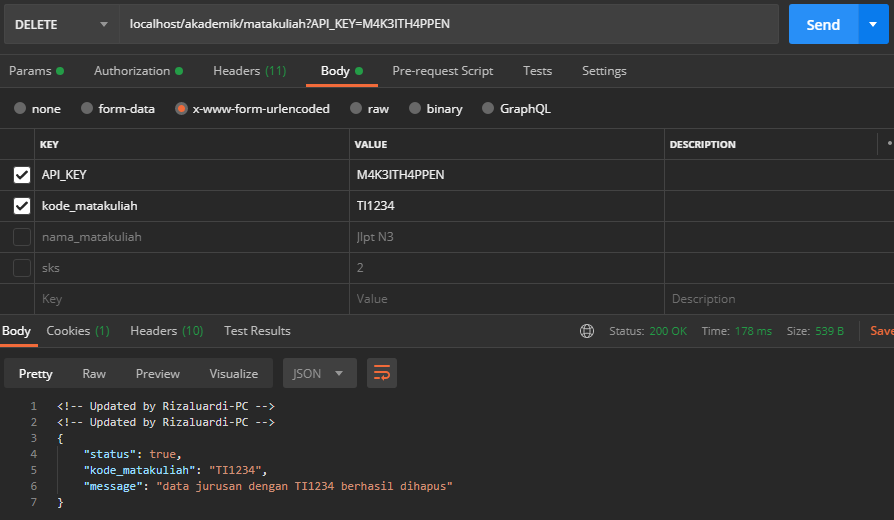 DELETE localhost/akademik/matakuliah?API_KEY=M4K3ITH4PPEN Send
Params Authorization Headers (11) Body Pre-request Script Tests Settings
none form-data x-www-form-urlencoded raw binary GraphQL
KEY VALUE DESCRIPTION
API_KEY M4K3ITH4PPEN
kode_matakuliah TI1234
nama_matakuliah Jlpt N3
sks 2
Key Value Description
Body Cookies (1) Headers (10) Test Results Status: 200 OK Time: 178 ms Size: 539 B Save
Pretty Raw Preview Visualize JSON
1 <!-- Updated by Rizaluardi-PC -->
2 <!-- Updated by Rizaluardi-PC -->
3 {
4 "status": true,
5 "kode_matakuliah": "TI1234",
6 "message": "data jurusan dengan TI1234 berhasil dihapus"
7 }